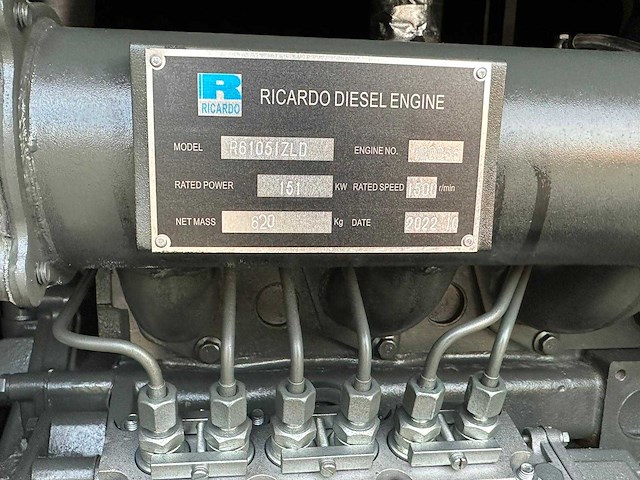 R
RICARDO
RICARDO DIESEL ENGINE
MODEL R6105IZLD ENGINE NO.
RATED POWER 151 KW RATED SPEED 1500 r/min
NET MASS 620 Kg DATE 2022.10